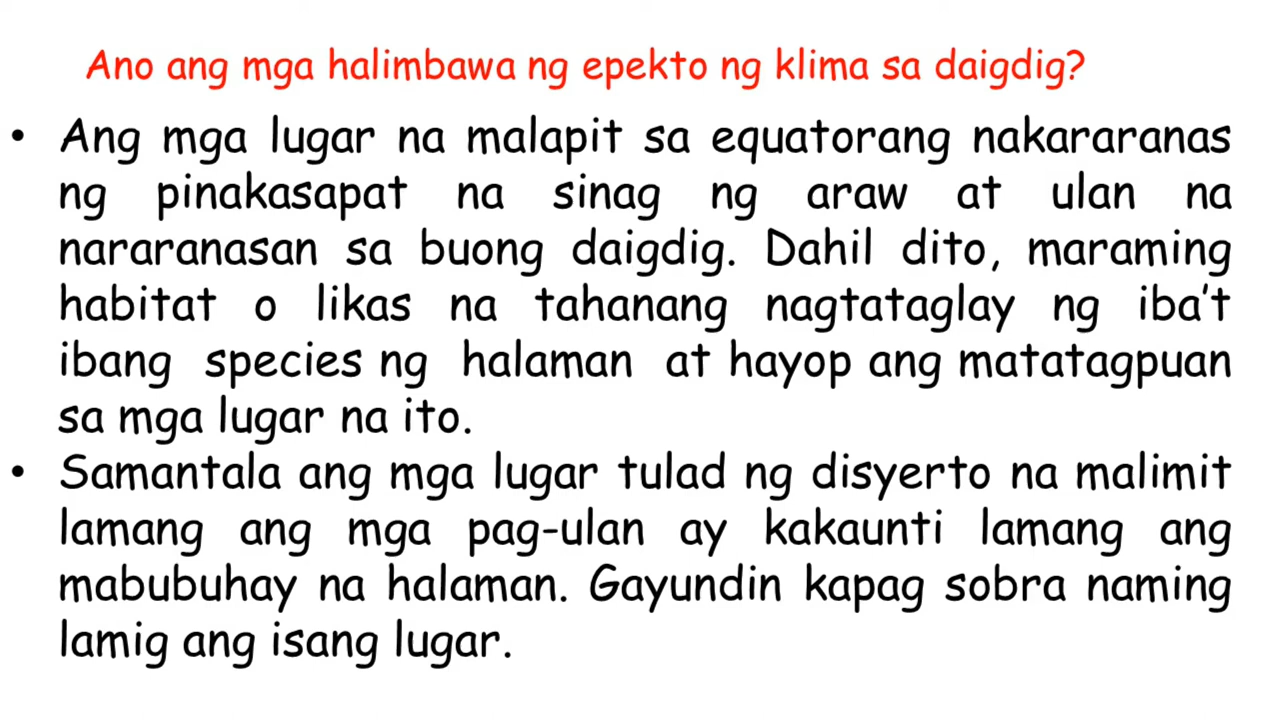 Ano ang mga halimbawa ng epekto ng klima sa daigdig?
• Ang mga lugar na malapit sa equatorang nakararanas
ng pinakasapat na sinag ng araw at ulan na
nararanasan sa buong daigdig. Dahil dito, maraming
habitat o likas na tahanang nagtataglay ng iba't
ibang species ng halaman at hayop ang matatagpuan
sa mga lugar na ito.
• Samantala ang mga lugar tulad ng disyerto na malimit
lamang ang mga pag-ulan ay kakaunti lamang ang
mabubuhay na halaman. Gayundin kapag sobra naming
lamig ang isang lugar.